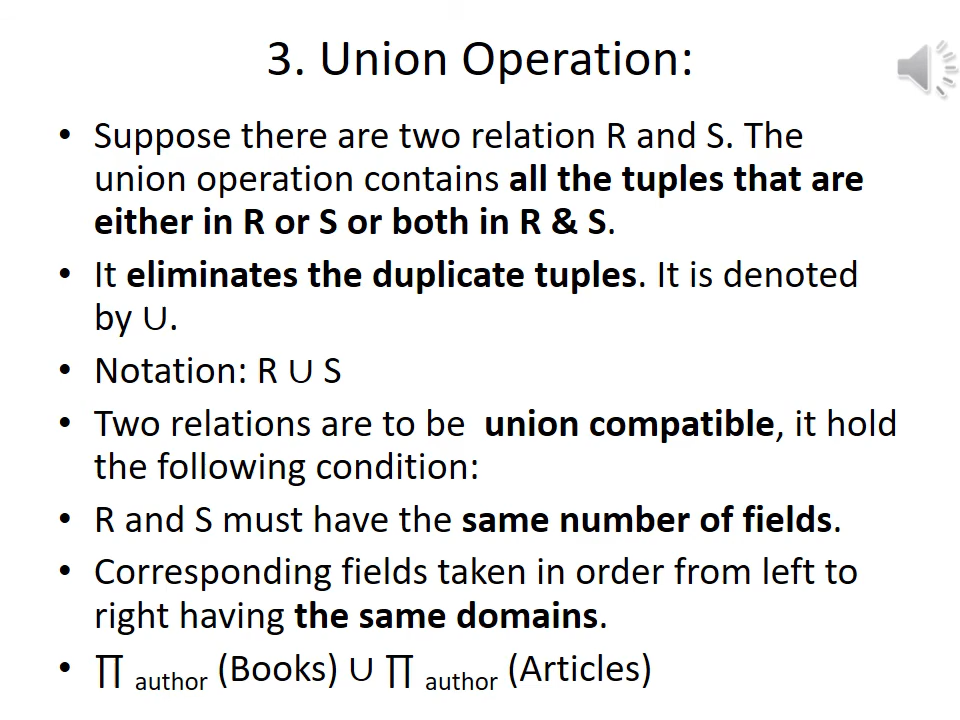 3. Union Operation:
• Suppose there are two relation R and S. The
union operation contains all the tuples that are
either in R or S or both in R & S.
• It eliminates the duplicate tuples. It is denoted
by ∪.
• Notation: R ∪ S
• Two relations are to be  union compatible, it hold
the following condition:
• R and S must have the same number of fields.
• Corresponding fields taken in order from left to
right having the same domains.
• ∏ author (Books) ∪ ∏ author (Articles)